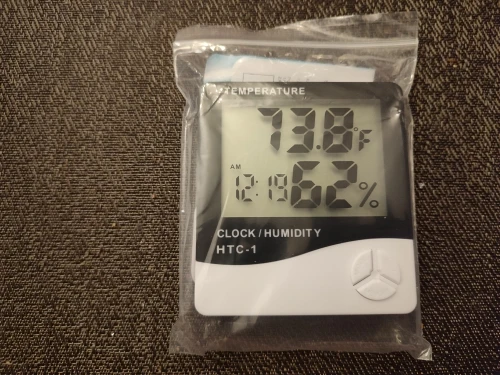 TEMPERATURE
73.8°F
AM
12:19 62%
CLOCK/HUMIDITY
HTC-1